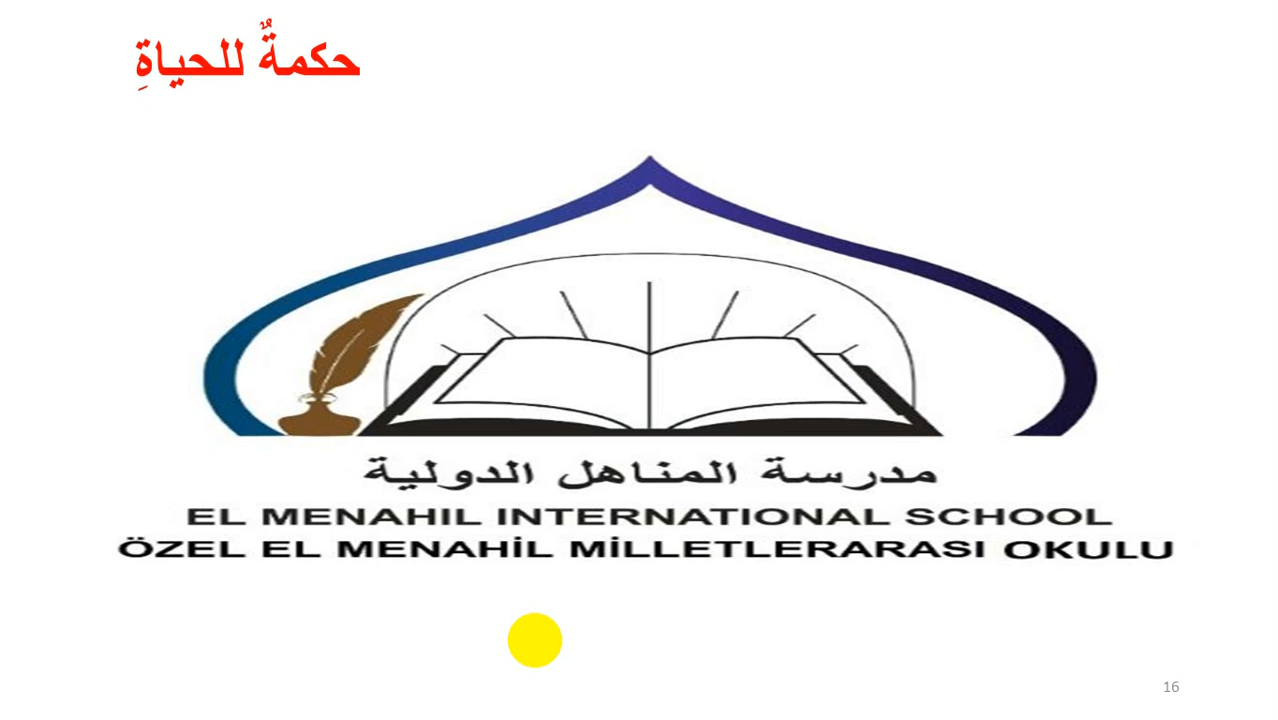 حكمةٌ للحياةِ
مدرسة المناهل الدولية
EL MENAHIL INTERNATIONAL SCHOOL
ÖZEL EL MENAHİL MİLLETLERARASI OKULU
16